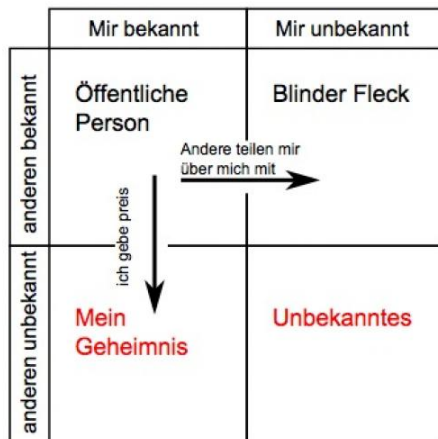 Mir bekannt
Mir unbekannt
anderen bekannt
Öffentliche
Person
Blinder Fleck
Andere teilen mir
über mich mit
ich gebe preis
anderen unbekannt
Mein
Geheimnis
Unbekanntes